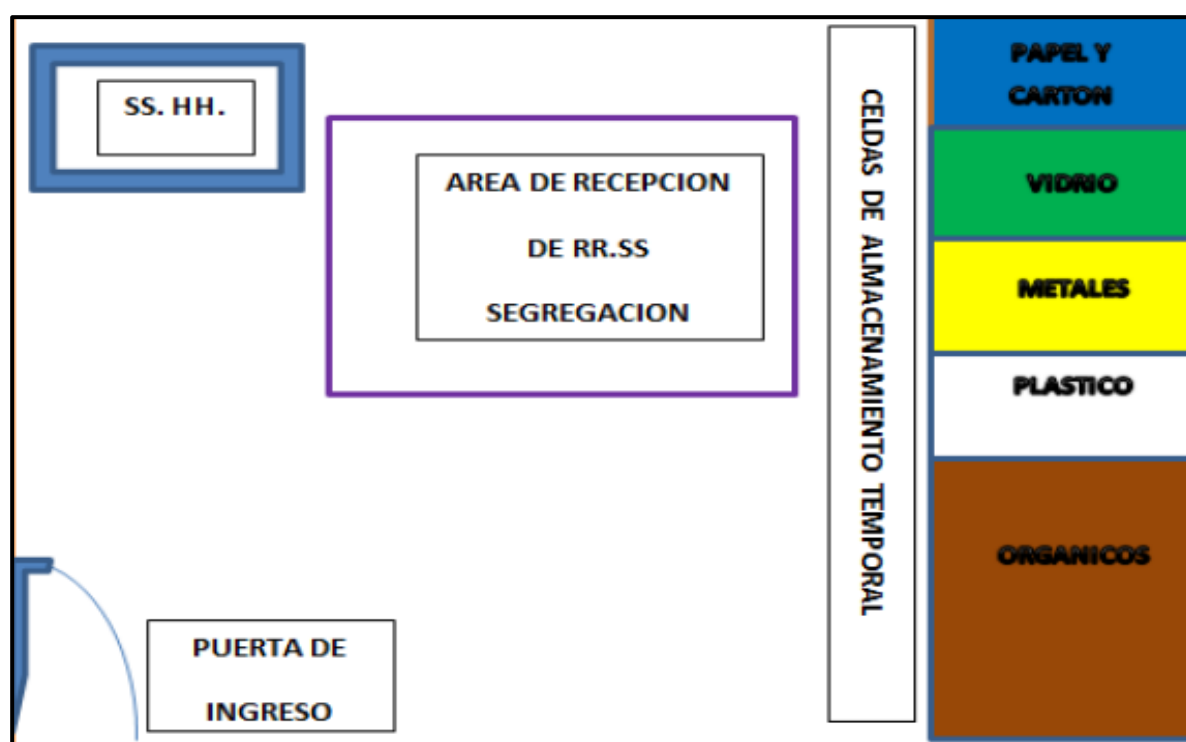 SS. HH.
AREA DE RECEPCION
DE RR.SS
SEGREGACION
PUERTA DE
INGRESO
CELDAS DE ALMACENAMIENTO TEMPORAL
PAPEL Y
CARTON
VIDRIO
METALES
PLASTICO
ORGANICOS